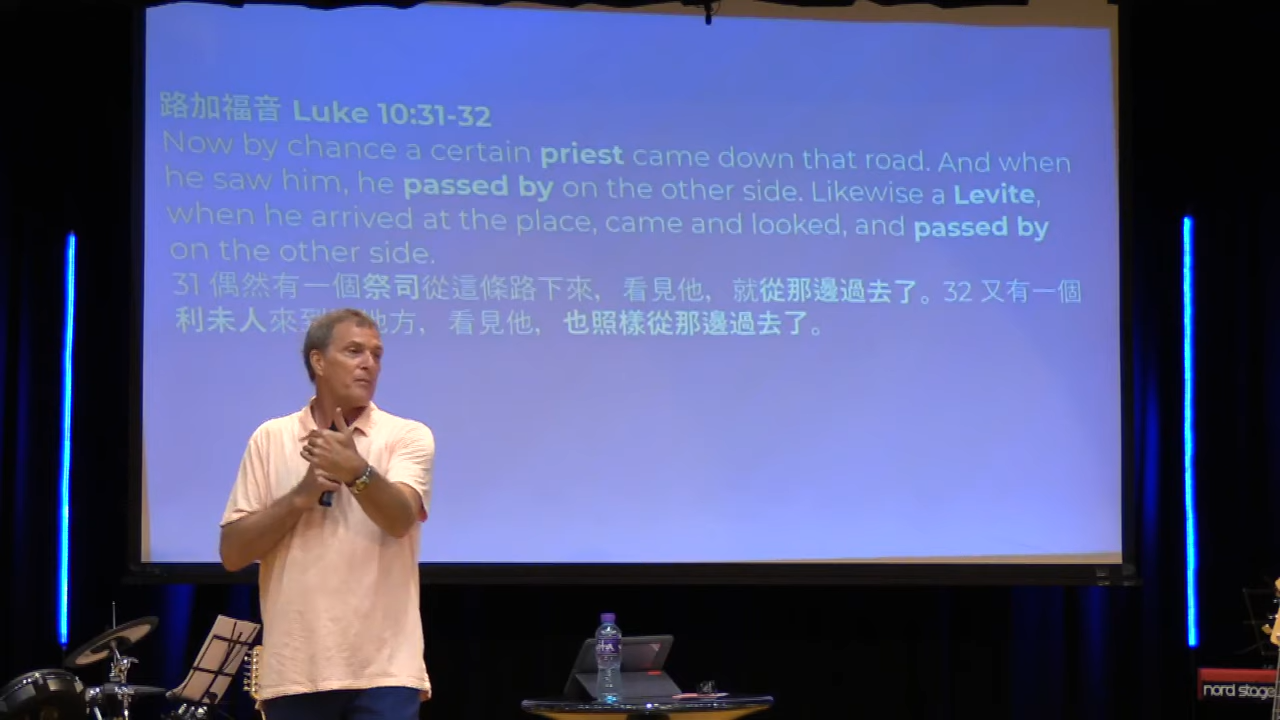 路加福音 Luke 10:31-32
Now by chance a certain priest came down that road. And when
he saw him, he passed by on the other side. Likewise a Levite,
when he arrived at the place, came and looked, and passed by
on the other side.
31 偶然有一個祭司從這條路下來，看見他，就從那邊過去了。32 又有一個
利未人來到地方，看見他，也照樣從那邊過去了。
nord stage